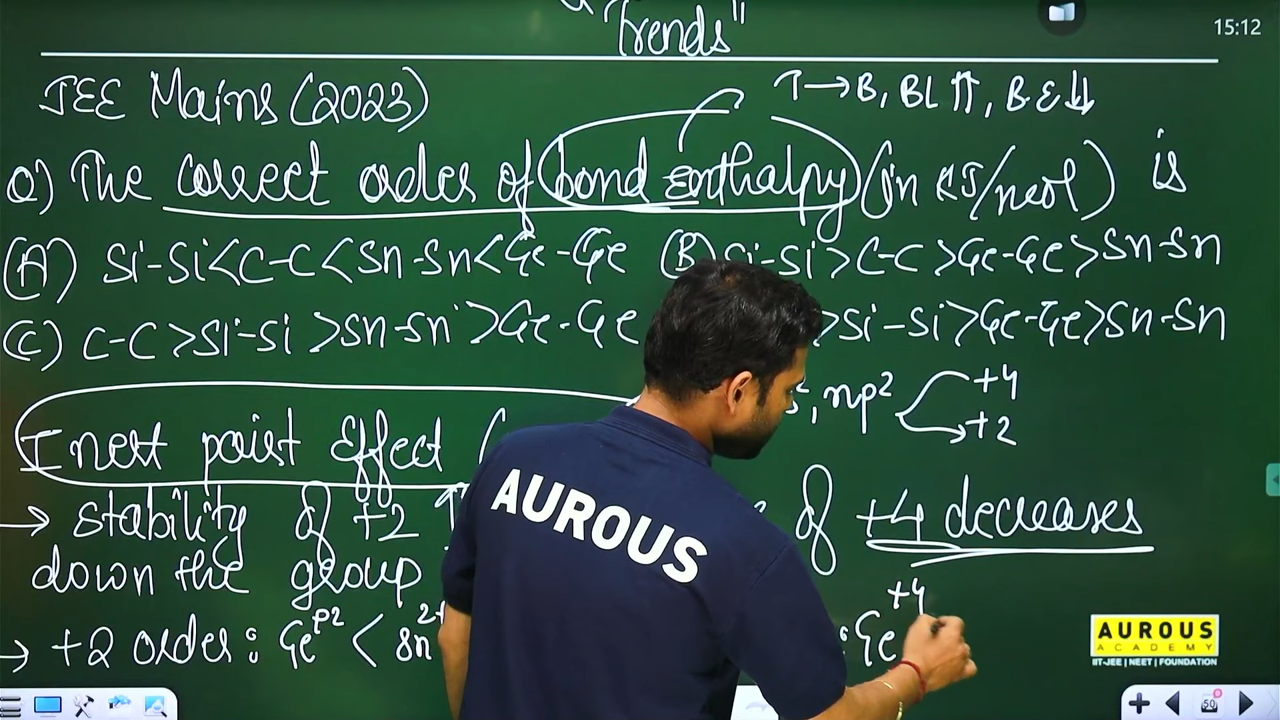 "Trends"
15:12
JEE Mains (2023)
T→B, BL ⇈, B.E ⇊
Q) The correct order of bond Enthalpy (in KJ/mol) is
(A) Si-Si<C-C<Sn-Sn<Ge-Ge (B) Si-Si>C-C>Ge-Ge>Sn-Sn
(C) C-C>Si-Si>Sn-Sn>Ge-Ge >Si-Si>Ge-Ge>Sn-Sn
, np² +4
+2
Inert pair Effect (
→ stability of +2 of +4 decreases
down the group
→ +2 order: Ge+2 < Sn2+ : Ge+4
AUROUS
AUROUS
ACADEMY
IIT-JEE | NEET | FOUNDATION
50